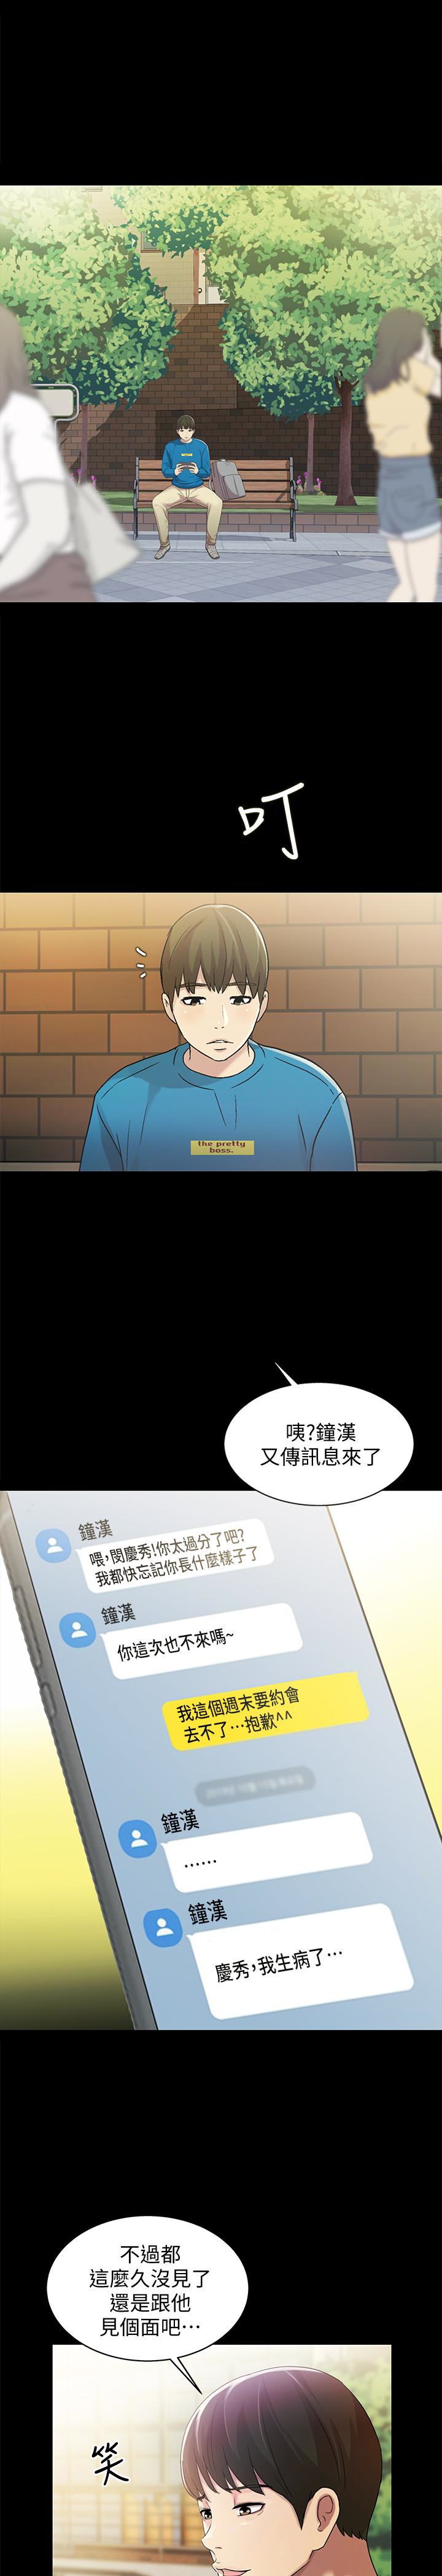 叮
the pretty
boss.
咦?鐘漢
又傳訊息來了
鐘漢
喂,閔慶秀!你太過分了吧?
我都快忘記你長什麼樣子了
鐘漢
你這次也不來嗎~
我這個週末要約會
去不了…抱歉^^
鐘漢
……
鐘漢
慶秀,我生病了…
不過都
這麼久沒見了
還是跟他
見個面吧…
笑